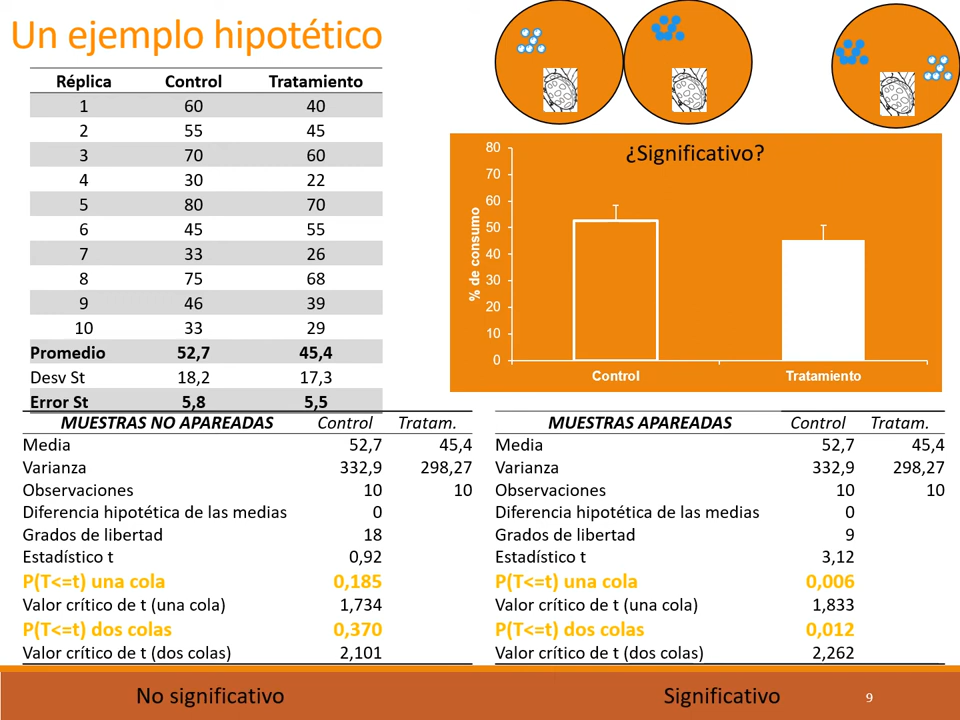 Un ejemplo hipotético
Réplica Control Tratamiento
1 60 40
2 55 45
3 70 60
4 30 22
5 80 70
6 45 55
7 33 26
8 75 68
9 46 39
10 33 29
Promedio 52,7 45,4
Desv St 18,2 17,3
Error St 5,8 5,5
¿Significativo?
% de consumo
80
70
60
50
40
30
20
10
0
Control Tratamiento
MUESTRAS NO APAREADAS Control Tratam.
Media 52,7 45,4
Varianza 332,9 298,27
Observaciones 10 10
Diferencia hipotética de las medias 0
Grados de libertad 18
Estadístico t 0,92
P(T<=t) una cola 0,185
Valor crítico de t (una cola) 1,734
P(T<=t) dos colas 0,370
Valor crítico de t (dos colas) 2,101
No significativo
MUESTRAS APAREADAS Control Tratam.
Media 52,7 45,4
Varianza 332,9 298,27
Observaciones 10 10
Diferencia hipotética de las medias 0
Grados de libertad 9
Estadístico t 3,12
P(T<=t) una cola 0,006
Valor crítico de t (una cola) 1,833
P(T<=t) dos colas 0,012
Valor crítico de t (dos colas) 2,262
Significativo
9